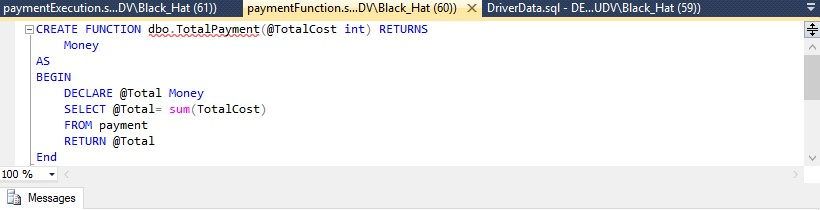 paymentExecution.s...DV\Black_Hat (61))
paymentFunction.s...DV\Black_Hat (60))
DriverData.sql - DE...UDV\Black_Hat (59))
CREATE FUNCTION dbo.TotalPayment(@TotalCost int) RETURNS
Money
AS
BEGIN
DECLARE @Total Money
SELECT @Total= sum(TotalCost)
FROM payment
RETURN @Total
End
100 %
Messages